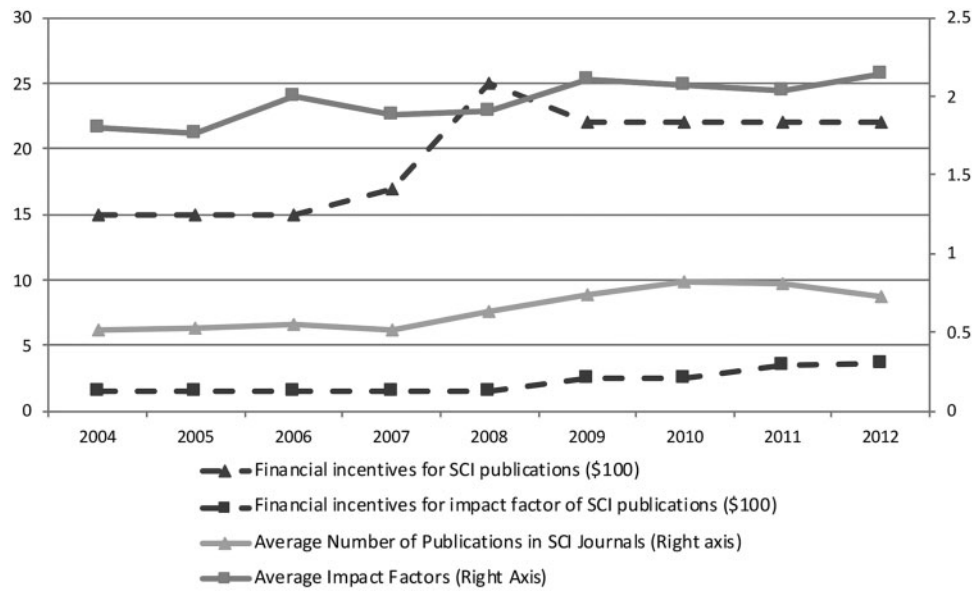 30 2.5
25 2
20
1.5
15
1
10
5 0.5
0 0
2004 2005 2006 2007 2008 2009 2010 2011 2012
Financial incentives for SCI publications ($100)
Financial incentives for impact factor of SCI publications ($100)
Average Number of Publications in SCI Journals (Right axis)
Average Impact Factors (Right Axis)